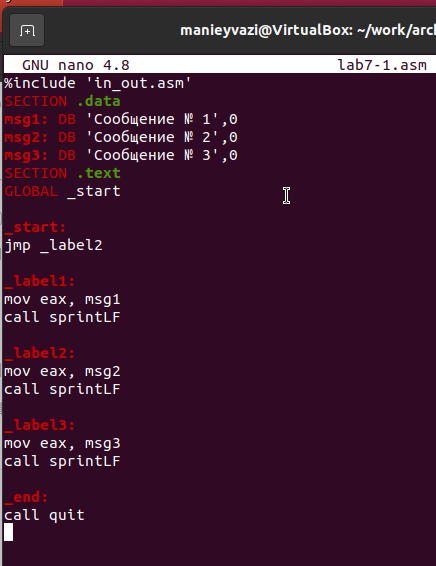 manieyvazi@VirtualBox: ~/work/arc
GNU nano 4.8 lab7-1.asm
%include 'in_out.asm'
SECTION .data
msg1: DB 'Сообщение № 1',0
msg2: DB 'Сообщение № 2',0
msg3: DB 'Сообщение № 3',0
SECTION .text
GLOBAL _start
_start:
jmp _label2
_label1:
mov eax, msg1
call sprintLF
_label2:
mov eax, msg2
call sprintLF
_label3:
mov eax, msg3
call sprintLF
_end:
call quit